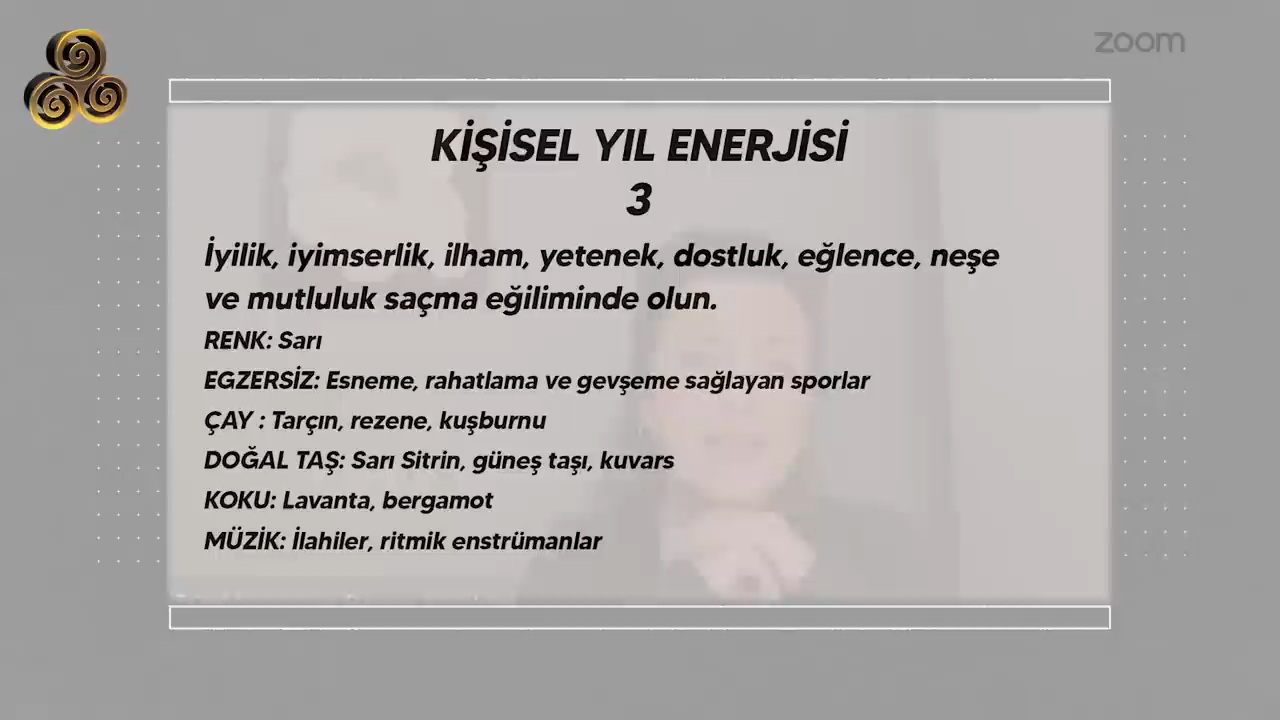 zoom
KİŞİSEL YIL ENERJİSİ
3
İyilik, iyimserlik, ilham, yetenek, dostluk, eğlence, neşe
ve mutluluk saçma eğiliminde olun.
RENK: Sarı
EGZERSİZ: Esneme, rahatlama ve gevşeme sağlayan sporlar
ÇAY : Tarçın, rezene, kuşburnu
DOĞAL TAŞ: Sarı Sitrin, güneş taşı, kuvars
KOKU: Lavanta, bergamot
MÜZİK: İlahiler, ritmik enstrümanlar